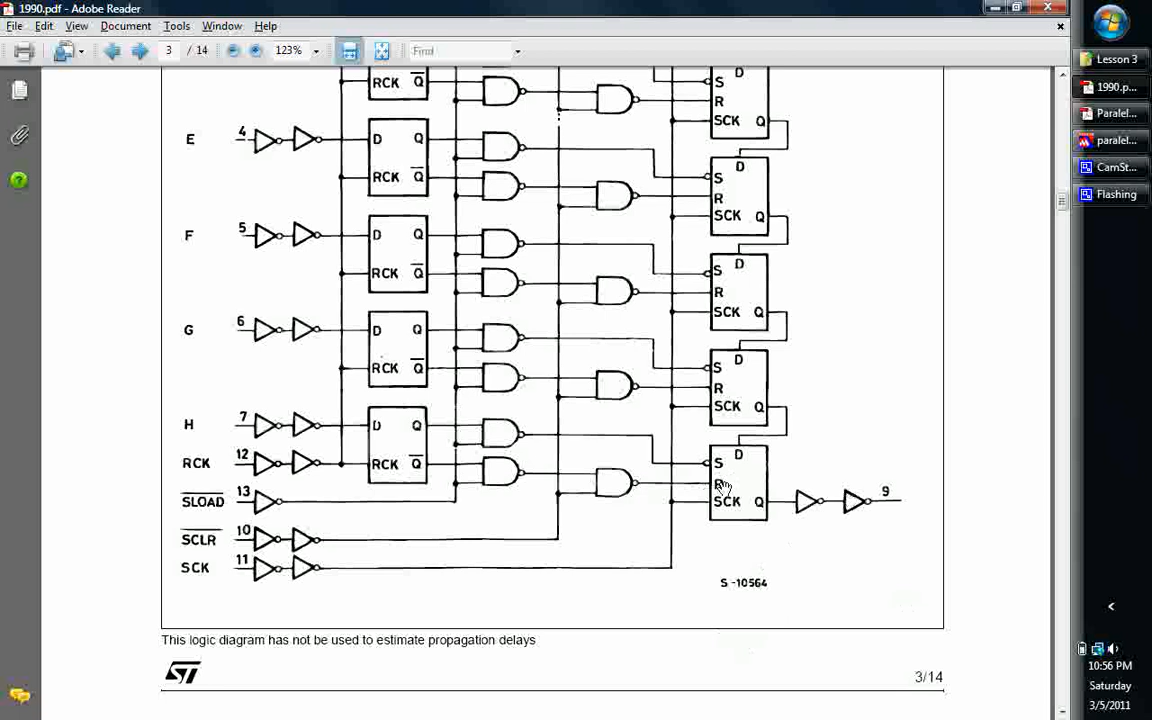 1990.pdf - Adobe Reader
File Edit View Document Tools Window Help
3 / 14 123% Find
D
RCK Q S
R
SCK Q
E 4 D Q D
S
RCK Q R
SCK Q
F 5 D Q D
S
RCK Q R
SCK Q
G 6 D Q D
S
RCK Q R
SCK Q
H 7 D Q D
RCK 12 RCK Q S
R
SLOAD 13 SCK Q 9
SCLR 10
SCK 11
S-10564
This logic diagram has not be used to estimate propagation delays
ST 3/14
Lesson 3
1990.p...
Paralel...
paralel...
CamSt...
Flashing
<
10:56 PM
Saturday
3/5/2011